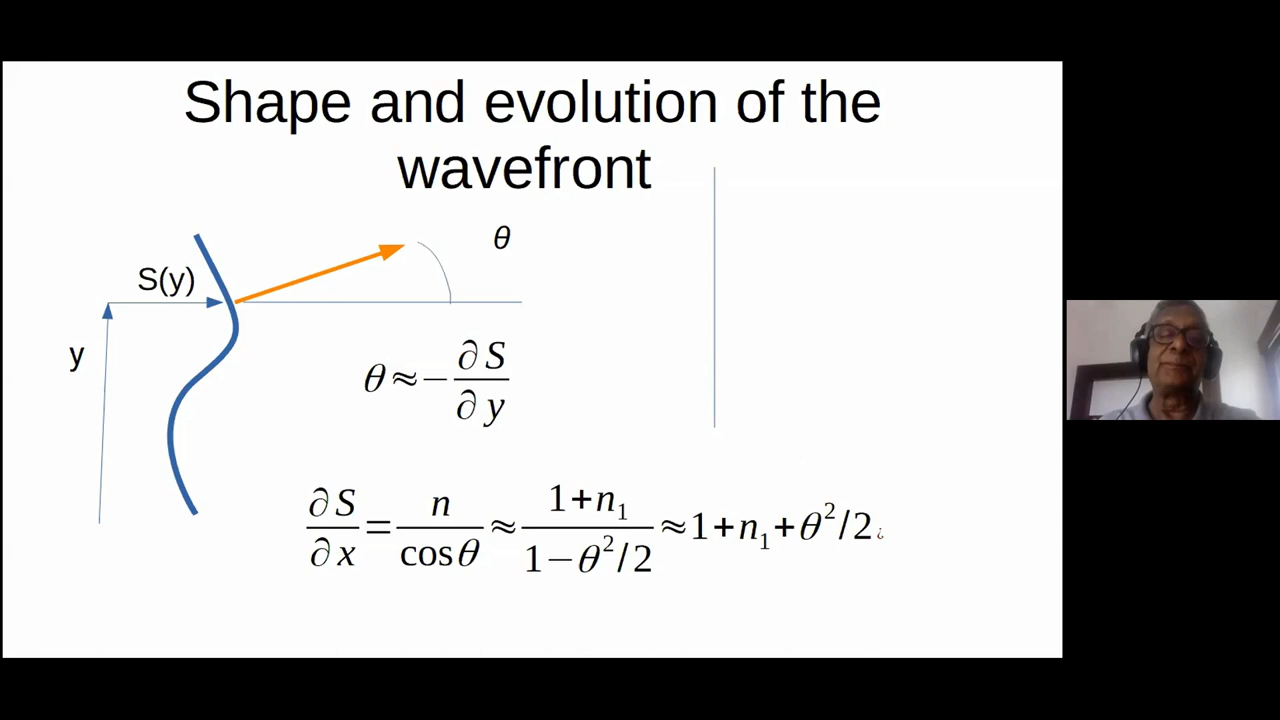 Shape and evolution of the
wavefront
θ
S(y)
y
θ≈−∂S/∂y
∂S/∂x=n/cosθ≈(1+n₁)/(1−θ²/2)≈1+n₁+θ²/2¿